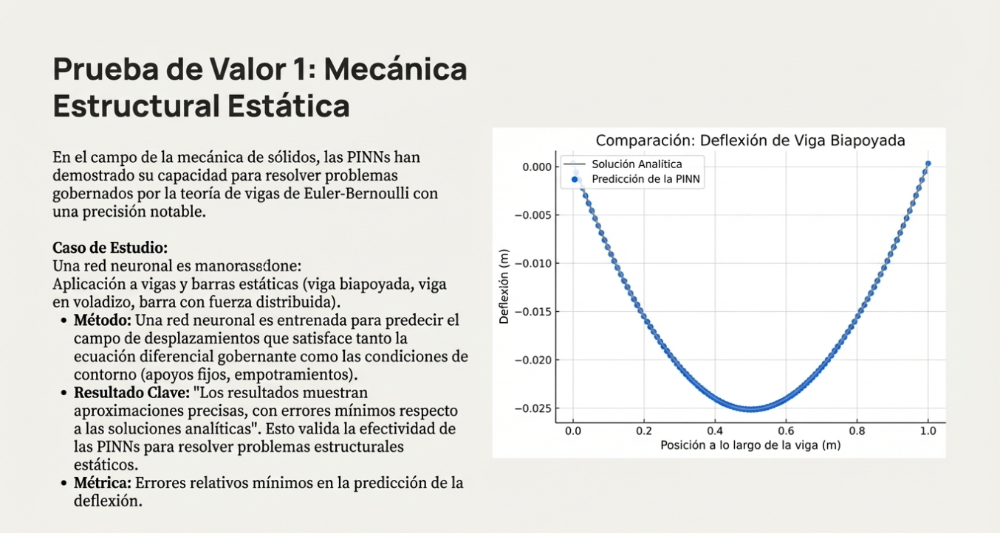 Prueba de Valor 1: Mecánica
Estructural Estática
En el campo de la mecánica de sólidos, las PINNs han
demostrado su capacidad para resolver problemas
gobernados por la teoría de vigas de Euler-Bernoulli con
una precisión notable.
Caso de Estudio:
Una red neuronal es manorassdone:
Aplicación a vigas y barras estáticas (viga biapoyada, viga
en voladizo, barra con fuerza distribuida).
• Método: Una red neuronal es entrenada para predecir el
campo de desplazamientos que satisface tanto la
ecuación diferencial gobernante como las condiciones de
contorno (apoyos fijos, empotramientos).
• Resultado Clave: "Los resultados muestran
aproximaciones precisas, con errores mínimos respecto
a las soluciones analíticas". Esto valida la efectividad de
las PINNs para resolver problemas estructurales
estáticos.
• Métrica: Errores relativos mínimos en la predicción de la
deflexión.
Comparación: Deflexión de Viga Biapoyada
Solución Analítica
Predicción de la PINN
Deflexión (m)
0.000
−0.005
−0.010
−0.015
−0.020
−0.025
0.0 0.2 0.4 0.6 0.8 1.0
Posición a lo largo de la viga (m)